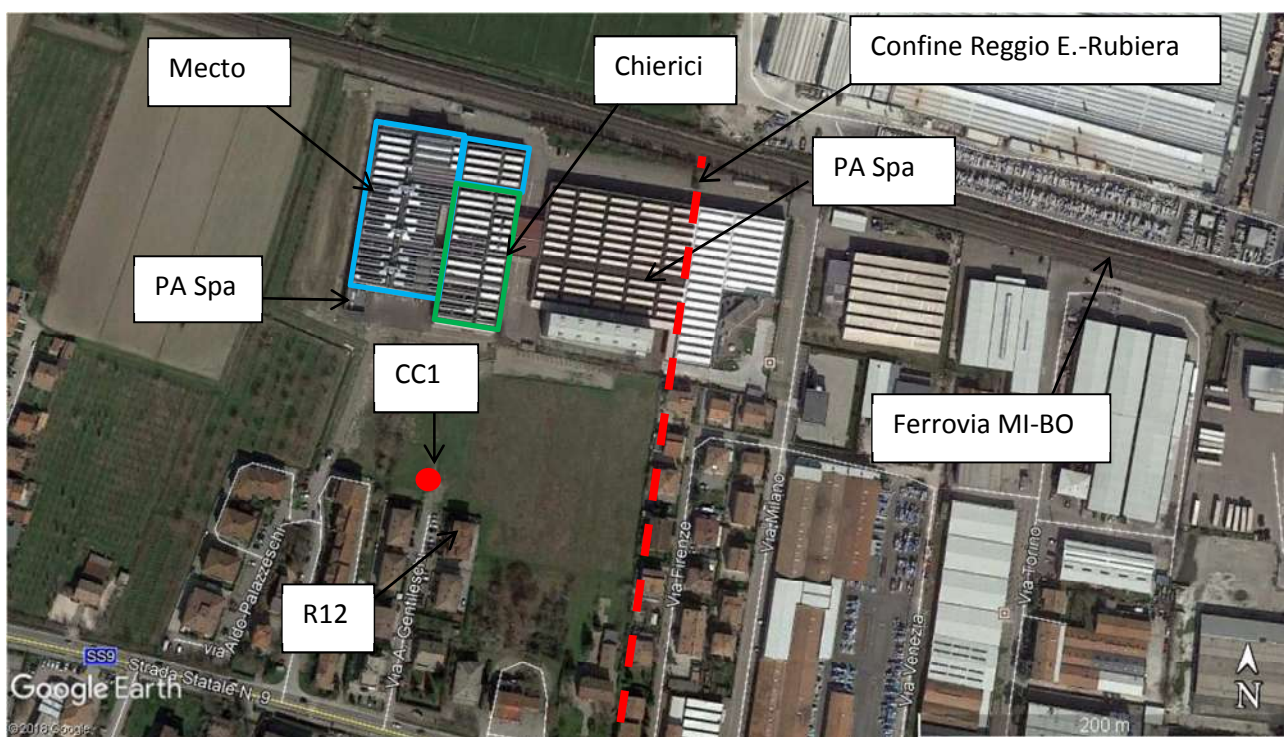 Mecto
Chierici
Confine Reggio E.-Rubiera
PA Spa
PA Spa
CC1
Ferrovia MI-BO
R12
via Aldo Palazzeschi
Via A. Gentileschi
Via Firenze
Via Milano
Via Venezia
Via Torino
SS9
Strada Statale N. 9
Google Earth
©2018 Google
N
200 m